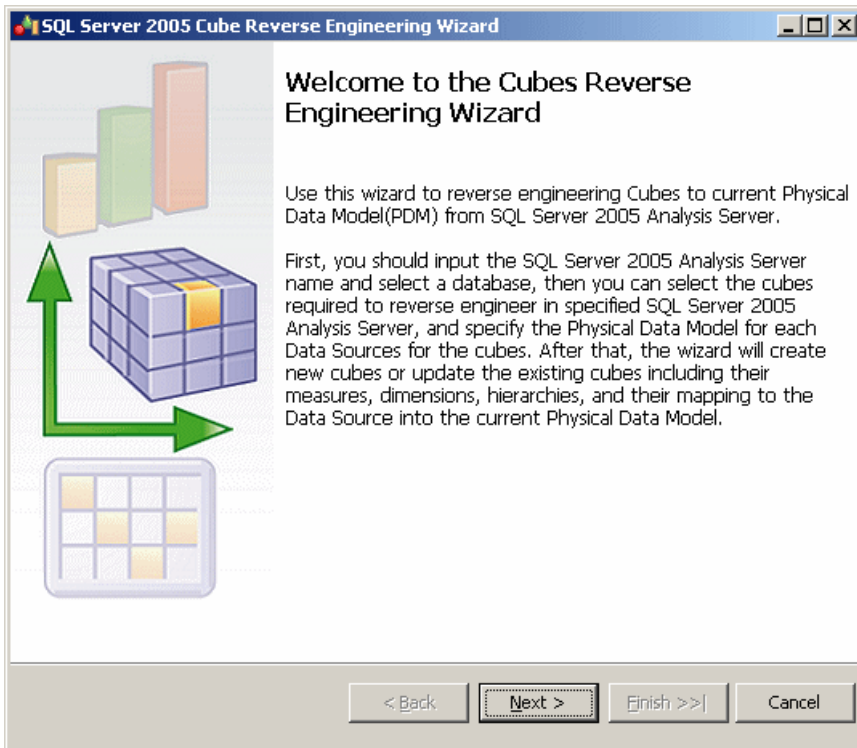 SQL Server 2005 Cube Reverse Engineering Wizard
Welcome to the Cubes Reverse
Engineering Wizard
Use this wizard to reverse engineering Cubes to current Physical
Data Model(PDM) from SQL Server 2005 Analysis Server.
First, you should input the SQL Server 2005 Analysis Server
name and select a database, then you can select the cubes
required to reverse engineer in specified SQL Server 2005
Analysis Server, and specify the Physical Data Model for each
Data Sources for the cubes. After that, the wizard will create
new cubes or update the existing cubes including their
measures, dimensions, hierarchies, and their mapping to the
Data Source into the current Physical Data Model.
< Back
Next >
Finish >>|
Cancel